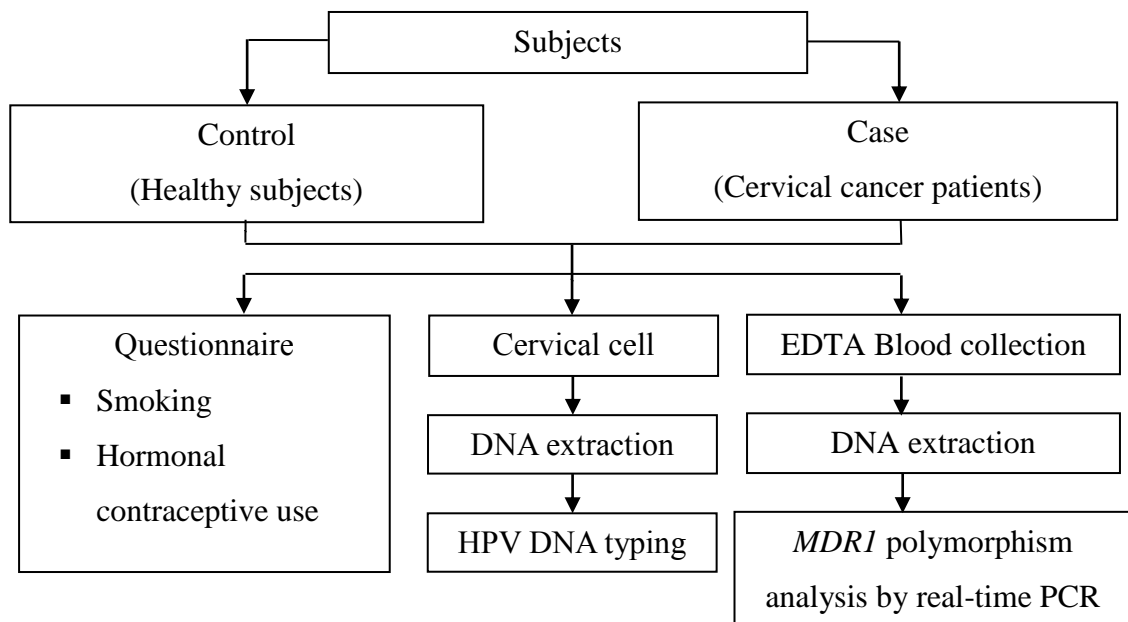 Subjects
Control
(Healthy subjects)
Case
(Cervical cancer patients)
Questionnaire
▪ Smoking
▪ Hormonal
contraceptive use
Cervical cell
DNA extraction
HPV DNA typing
EDTA Blood collection
DNA extraction
MDR1 polymorphism
analysis by real-time PCR